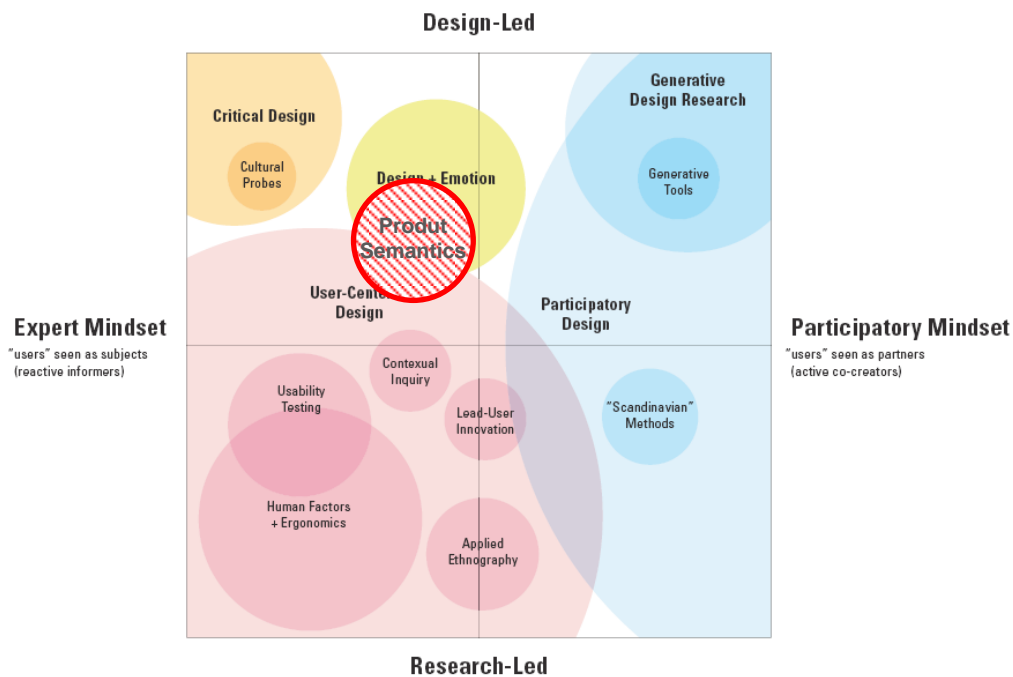 Design-Led
Generative
Design Research
Critical Design
Cultural
Probes
Design + Emotion
Generative
Tools
Produt
Semantics
User-Cente
Design
Participatory
Design
Expert Mindset
"users" seen as subjects
(reactive informers)
Participatory Mindset
"users" seen as partners
(active co-creators)
Contexual
Inquiry
Usability
Testing
Lead-User
Innovation
"Scandinavian"
Methods
Human Factors
+ Ergonomics
Applied
Ethnography
Research-Led